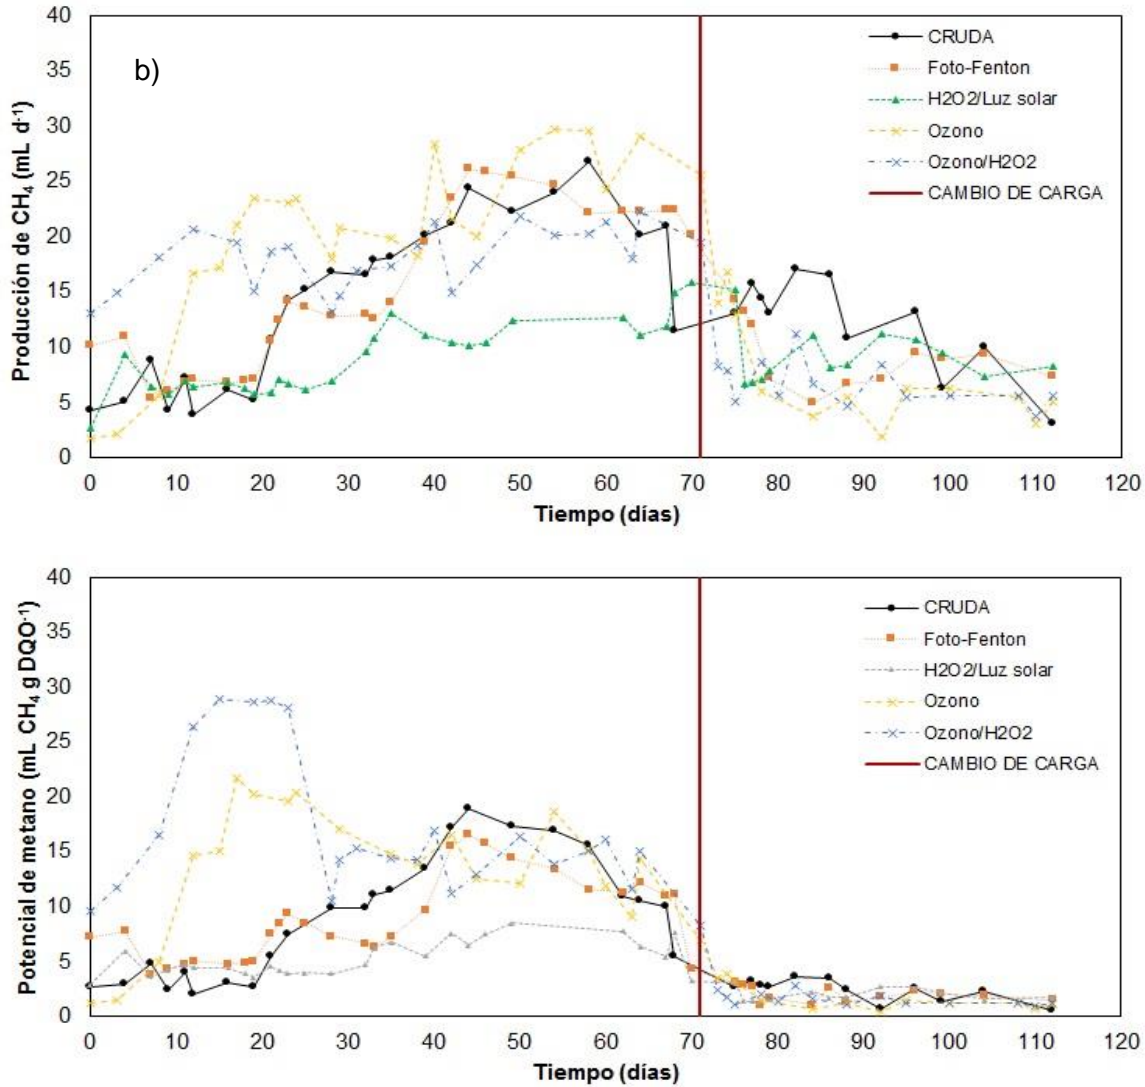 40
35
30
25
20
15
10
5
0
Producción de CH₄ (mL d⁻¹)
b)
CRUDA
Foto-Fenton
H2O2/Luz solar
Ozono
Ozono/H2O2
CAMBIO DE CARGA
0 10 20 30 40 50 60 70 80 90 100 110 120
Tiempo (días)
40
35
30
25
20
15
10
5
0
Potencial de metano (mL CH₄ g DQO⁻¹)
CRUDA
Foto-Fenton
H2O2/Luz solar
Ozono
Ozono/H2O2
CAMBIO DE CARGA
0 10 20 30 40 50 60 70 80 90 100 110 120
Tiempo (días)